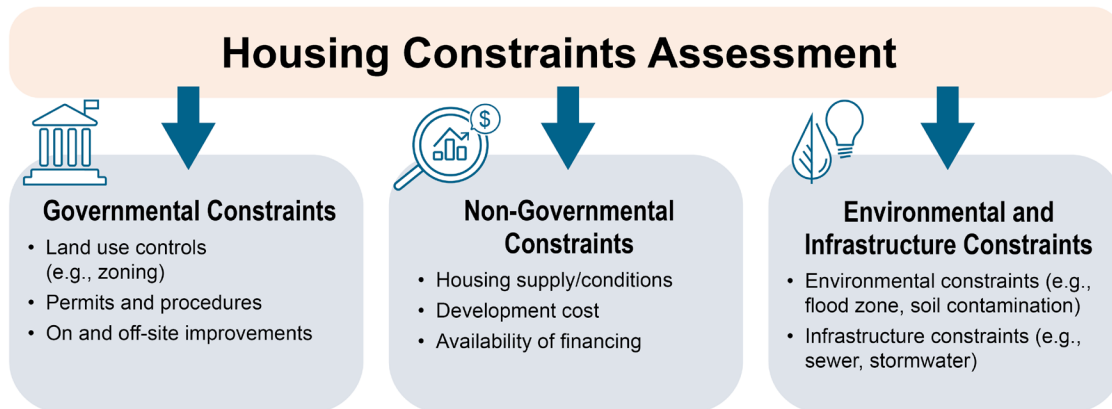 Housing Constraints Assessment
$
Governmental Constraints
• Land use controls
(e.g., zoning)
• Permits and procedures
• On and off-site improvements
Non-Governmental
Constraints
• Housing supply/conditions
• Development cost
• Availability of financing
Environmental and
Infrastructure Constraints
• Environmental constraints (e.g.,
flood zone, soil contamination)
• Infrastructure constraints (e.g.,
sewer, stormwater)